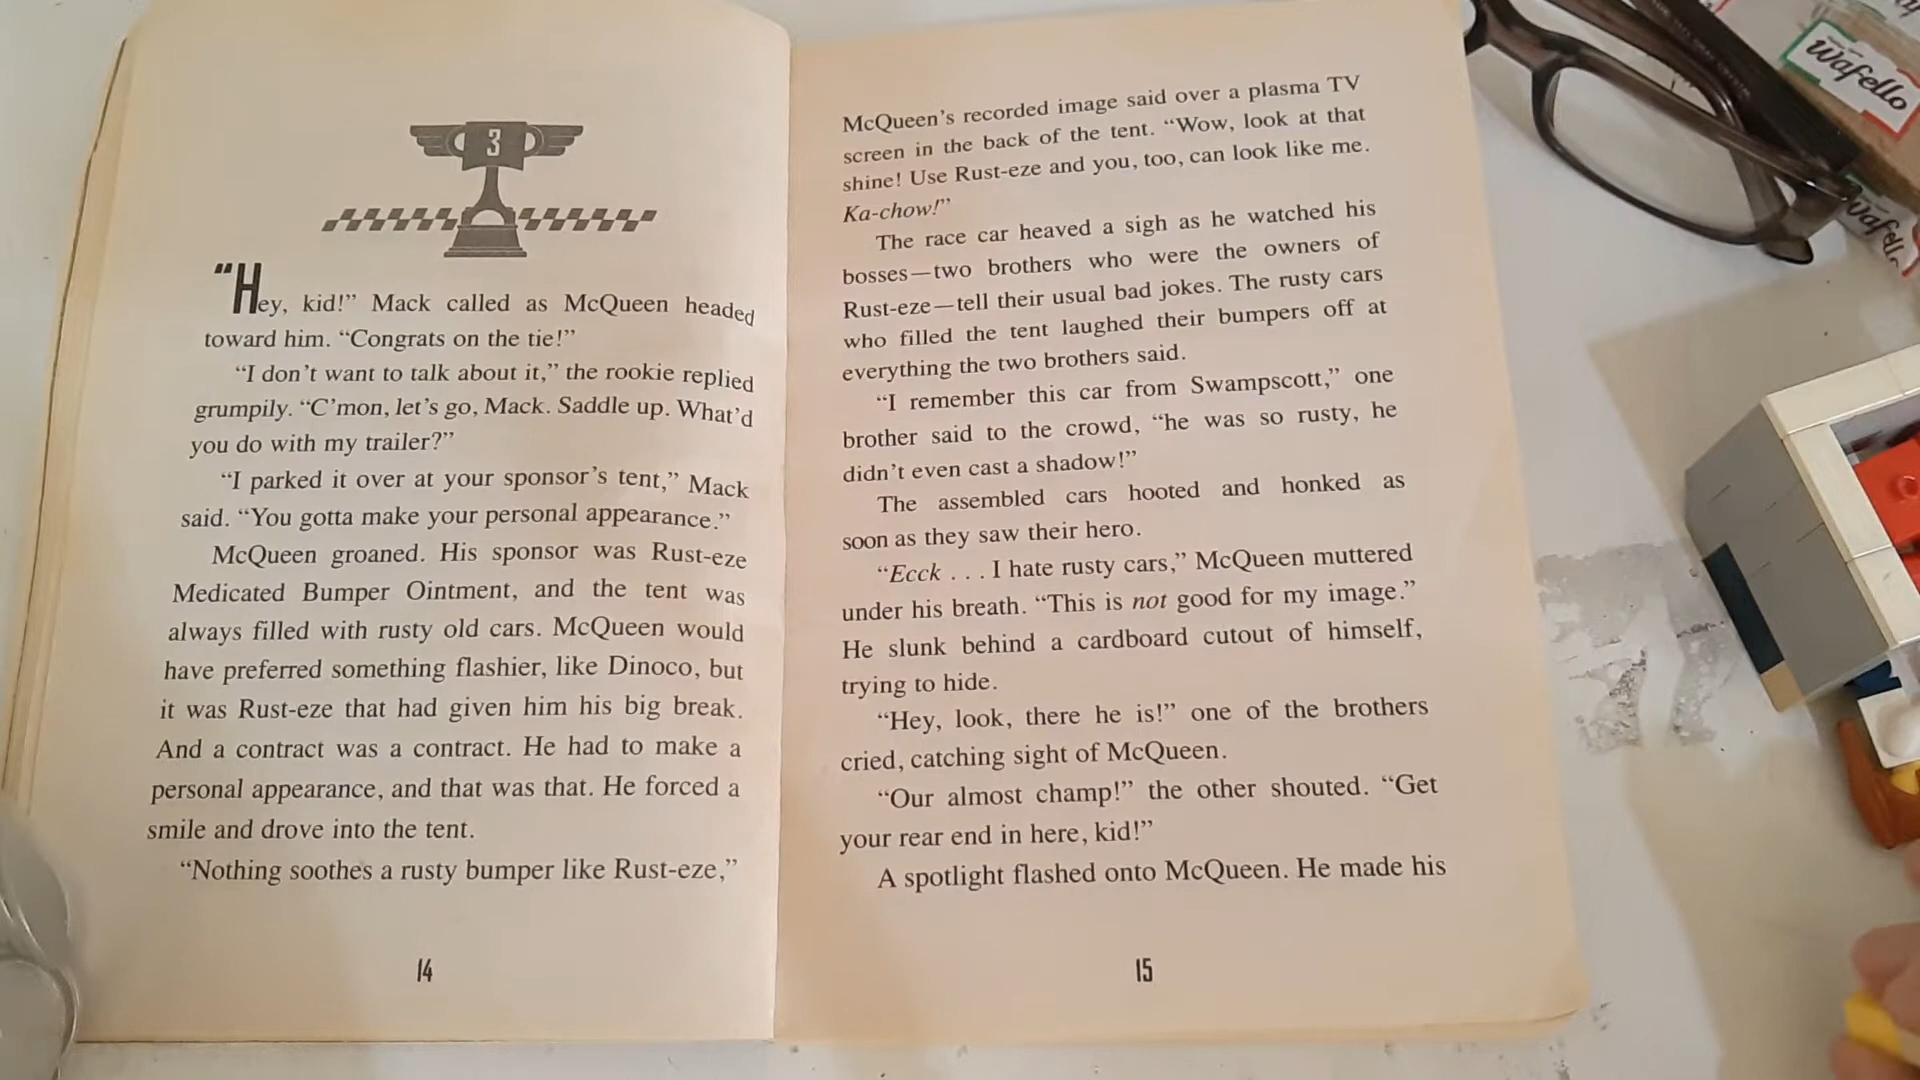 3
"Hey, kid!" Mack called as McQueen headed
toward him. "Congrats on the tie!"
"I don't want to talk about it," the rookie replied
grumpily. "C'mon, let's go, Mack. Saddle up. What'd
you do with my trailer?"
"I parked it over at your sponsor's tent," Mack
said. "You gotta make your personal appearance."
McQueen groaned. His sponsor was Rust-eze
Medicated Bumper Ointment, and the tent was
always filled with rusty old cars. McQueen would
have preferred something flashier, like Dinoco, but
it was Rust-eze that had given him his big break.
And a contract was a contract. He had to make a
personal appearance, and that was that. He forced a
smile and drove into the tent.
"Nothing soothes a rusty bumper like Rust-eze,"
14
McQueen's recorded image said over a plasma TV
screen in the back of the tent. "Wow, look at that
shine! Use Rust-eze and you, too, can look like me.
Ka-chow!"
The race car heaved a sigh as he watched his
bosses—two brothers who were the owners of
Rust-eze—tell their usual bad jokes. The rusty cars
who filled the tent laughed their bumpers off at
everything the two brothers said.
"I remember this car from Swampscott," one
brother said to the crowd, "he was so rusty, he
didn't even cast a shadow!"
The assembled cars hooted and honked as
soon as they saw their hero.
"Ecck . . . I hate rusty cars," McQueen muttered
under his breath. "This is not good for my image."
He slunk behind a cardboard cutout of himself,
trying to hide.
"Hey, look, there he is!" one of the brothers
cried, catching sight of McQueen.
"Our almost champ!" the other shouted. "Get
your rear end in here, kid!"
A spotlight flashed onto McQueen. He made his
15
Wafello
Wafello